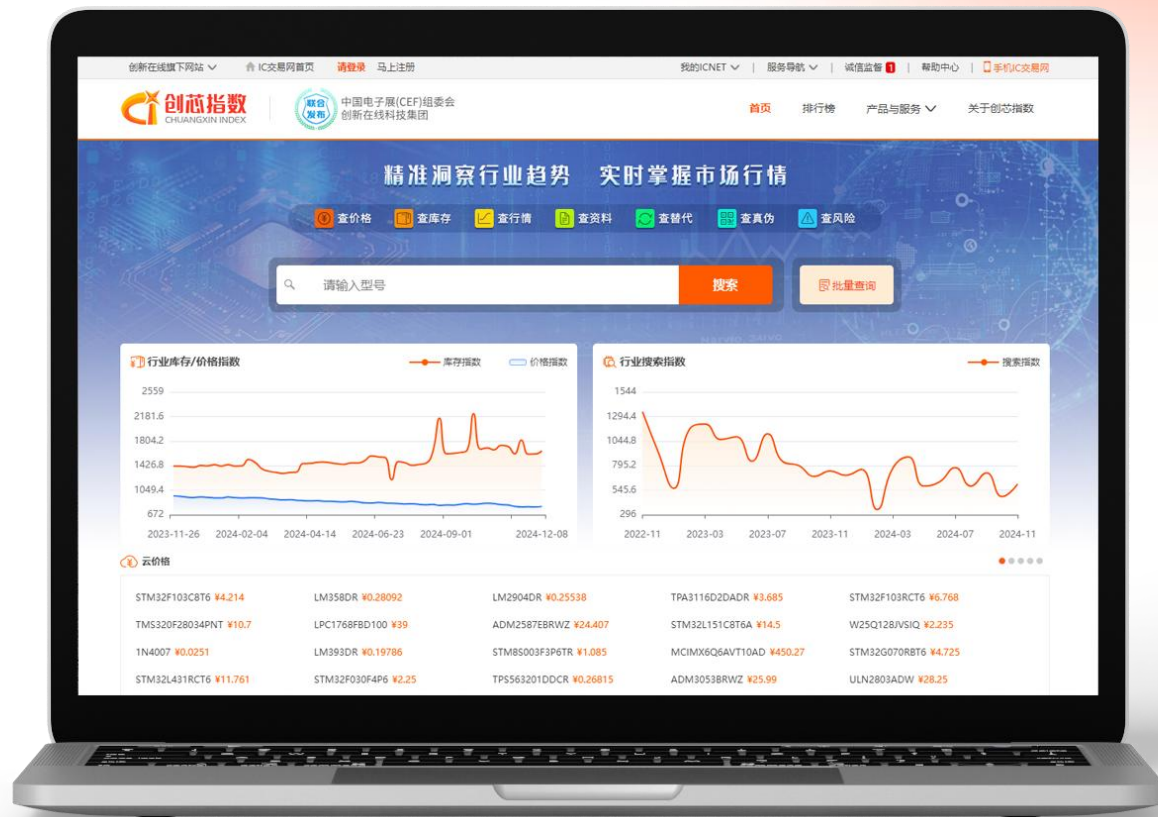 创新在线旗下网站 IC交易网首页 请登录 马上注册 我的ICNET 服务导航 诚信监督 1 帮助中心 手机IC交易网
创芯指数
CHUANGXIN INDEX
联合发布
中国电子展(CEF)组委会
创新在线科技集团
首页 排行榜 产品与服务 关于创芯指数
精准洞察行业趋势 实时掌握市场行情
查价格 查库存 查行情 查资料 查替代 查真伪 查风险
请输入型号 搜索 批量查询
行业库存/价格指数 库存指数 价格指数
2559
2181.6
1804.2
1426.8
1049.4
672
2023-11-26 2024-02-04 2024-04-14 2024-06-23 2024-09-01 2024-12-08
行业搜索指数 搜索指数
1544
1294.4
1044.8
795.2
545.6
296
2022-11 2023-03 2023-07 2023-11 2024-03 2024-07 2024-11
云价格
STM32F103C8T6 ¥4.214 LM358DR ¥0.28092 LM2904DR ¥0.25538 TPA3116D2DADR ¥3.685 STM32F103RCT6 ¥6.768
TMS320F28034PNT ¥10.7 LPC1768FBD100 ¥39 ADM2587EBRWZ ¥24.407 STM32L151C8T6A ¥14.5 W25Q128JVSIQ ¥2.235
1N4007 ¥0.0251 LM393DR ¥0.19786 STM8S003F3P6TR ¥1.085 MCIMX6Q6AVT10AD ¥450.27 STM32G070RBT6 ¥4.725
STM32L431RCT6 ¥11.761 STM32F030F4P6 ¥2.25 TPS563201DDCR ¥0.26815 ADM3053BRWZ ¥25.99 ULN2803ADW ¥28.25